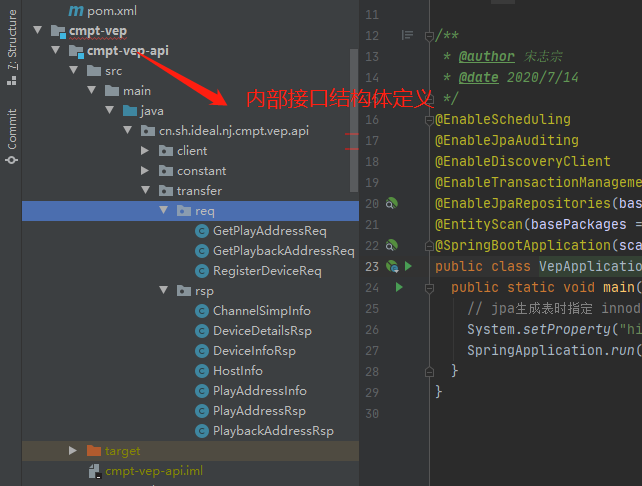 pom.xml
cmpt-vep
cmpt-vep-api
src
main
java
cn.sh.ideal.nj.cmpt.vep.api
client
constant
transfer
req
GetPlayAddressReq
GetPlaybackAddressReq
RegisterDeviceReq
rsp
ChannelSimpInfo
DeviceDetailsRsp
DeviceInfoRsp
HostInfo
PlayAddressInfo
PlayAddressRsp
PlaybackAddressRsp
target
cmpt-vep-api.iml
Z: Structure
Commit
内部接口结构体定义
11
12 /**
13 * @author 宋志宗
14 * @date 2020/7/14
15 */
16 @EnableScheduling
17 @EnableJpaAuditing
18 @EnableDiscoveryClient
19 @EnableTransactionManageme
20 @EnableJpaRepositories(bas
21 @EntityScan(basePackages =
22 @SpringBootApplication(sca
23 public class VepApplicatio
24 public static void main(
25 // jpa生成表时指定 innod
26 System.setProperty("hi
27 SpringApplication.run(
28 }
29 }
30